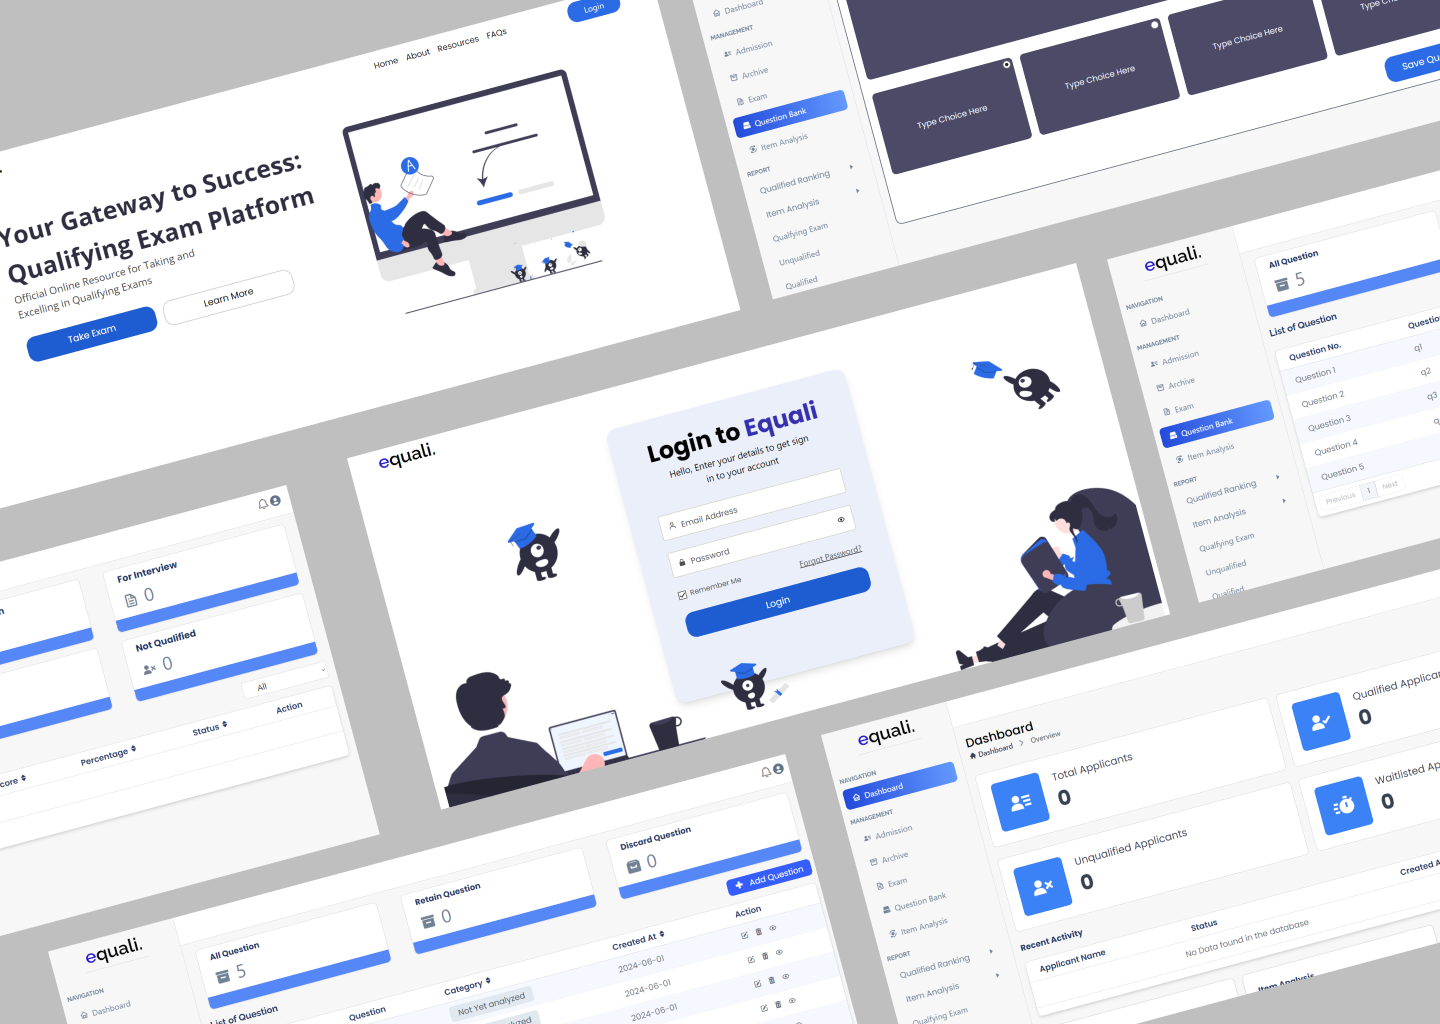 Login
Home About Resources FAQs
Your Gateway to Success:
Qualifying Exam Platform
Official Online Resource for Taking and
Excelling in Qualifying Exams
Take Exam
Learn More
A
Dashboard
MANAGEMENT
Admission
Archive
Exam
Question Bank
Item Analysis
REPORT
Qualified Ranking
Item Analysis
Qualfying Exam
Unqualified
Qualified
Type Choice Here
Type Choice Here
Type Choice Here
Save
equali.
Login to Equali
Hello, Enter your details to get sign
in to your account
Email Address
Password
Remember Me
Forgot Password?
Login
equali.
NAVIGATION
Dashboard
MANAGEMENT
Admission
Archive
Exam
Question Bank
Item Analysis
REPORT
Qualified Ranking
Item Analysis
Qualfying Exam
Unqualified
Qualified
All Question
5
List of Question
Question No.
Question 1 q1
Question 2 q2
Question 3 q3
Question 4
Question 5
Previous 1 Next
For Interview
0
Not Qualified
0
All
Percentage Status Action
equali.
NAVIGATION
Dashboard
All Question
5
Retain Question
0
Discard Question
0
Add Question
List of Question
Question Category Created At Action
Not Yet analyzed 2024-06-01
2024-06-01
2024-06-01
equali.
NAVIGATION
Dashboard
MANAGEMENT
Admission
Archive
Exam
Question Bank
Item Analysis
REPORT
Qualified Ranking
Item Analysis
Qualfying Exam
Dashboard
Dashboard > Overview
Total Applicants
0
Qualified
0
Unqualified Applicants
0
Waitlisted
0
Recent Activity
Applicant Name Status Created
No Data found in the database
Item Analysis